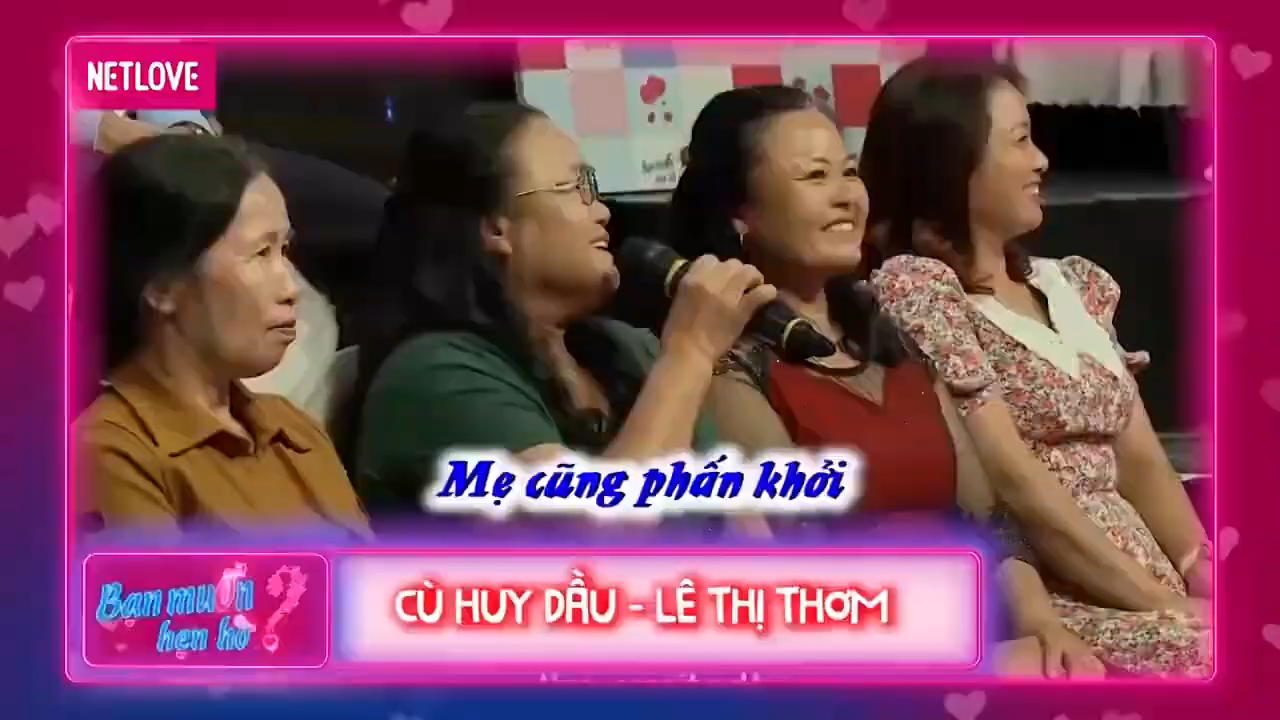 NETLOVE
Mẹ cũng phấn khởi
Bạn muốn
hẹn hò ?
CÙ HUY DẦU - LÊ THỊ THƠM